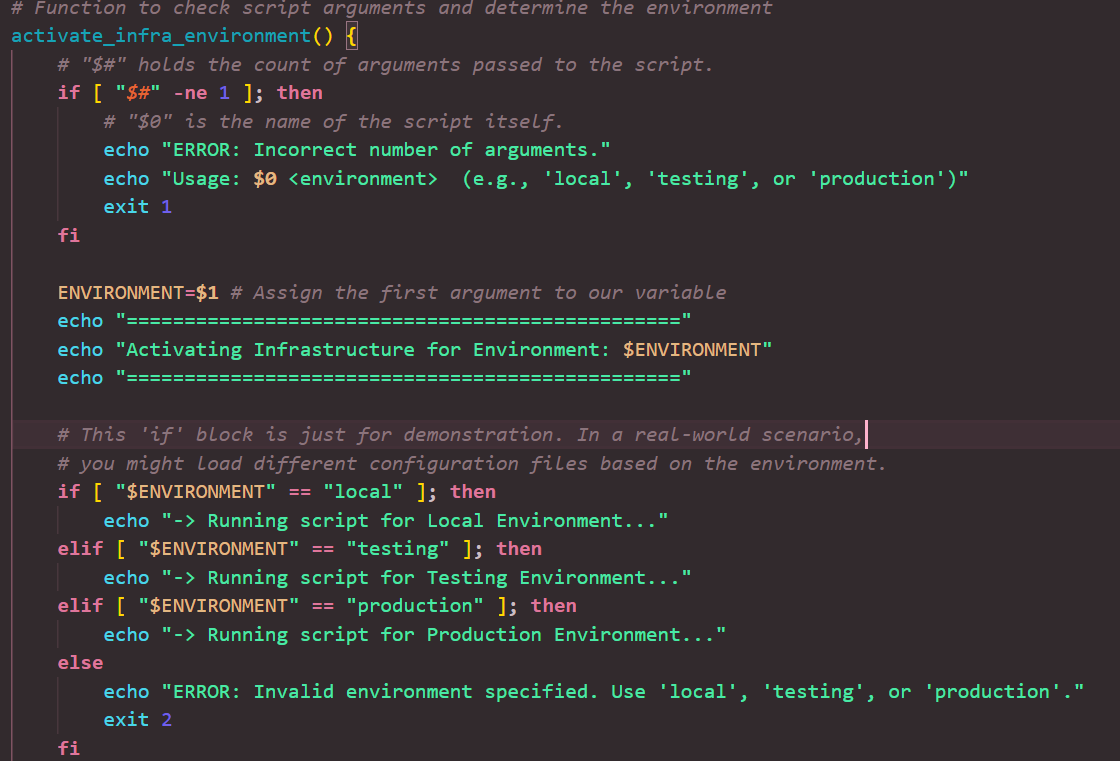 # Function to check script arguments and determine the environment
activate_infra_environment() {
    # "$#" holds the count of arguments passed to the script.
    if [ "$#" -ne 1 ]; then
        # "$0" is the name of the script itself.
        echo "ERROR: Incorrect number of arguments."
        echo "Usage: $0 <environment>  (e.g., 'local', 'testing', or 'production')"
        exit 1
    fi

    ENVIRONMENT=$1 # Assign the first argument to our variable
    echo "================================================"
    echo "Activating Infrastructure for Environment: $ENVIRONMENT"
    echo "================================================"

    # This 'if' block is just for demonstration. In a real-world scenario,
    # you might load different configuration files based on the environment.
    if [ "$ENVIRONMENT" == "local" ]; then
        echo "-> Running script for Local Environment..."
    elif [ "$ENVIRONMENT" == "testing" ]; then
        echo "-> Running script for Testing Environment..."
    elif [ "$ENVIRONMENT" == "production" ]; then
        echo "-> Running script for Production Environment..."
    else
        echo "ERROR: Invalid environment specified. Use 'local', 'testing', or 'production'."
        exit 2
    fi